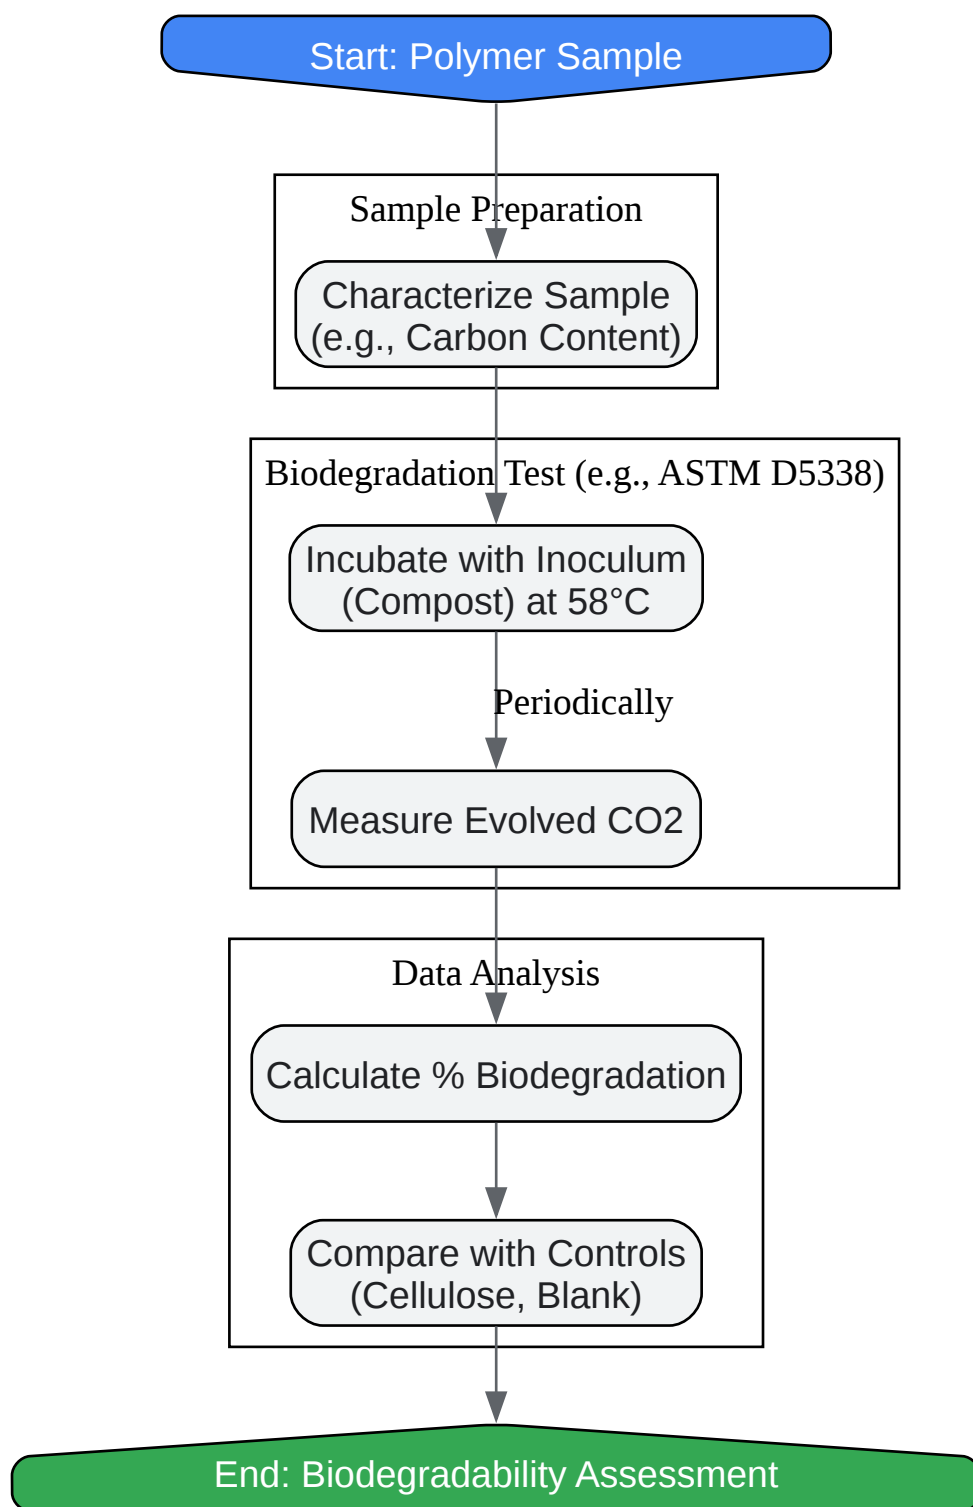 Start: Polymer Sample
Sample Preparation
Characterize Sample
(e.g., Carbon Content)
Biodegradation Test (e.g., ASTM D5338)
Incubate with Inoculum
(Compost) at 58°C
Periodically
Measure Evolved CO2
Data Analysis
Calculate % Biodegradation
Compare with Controls
(Cellulose, Blank)
End: Biodegradability Assessment